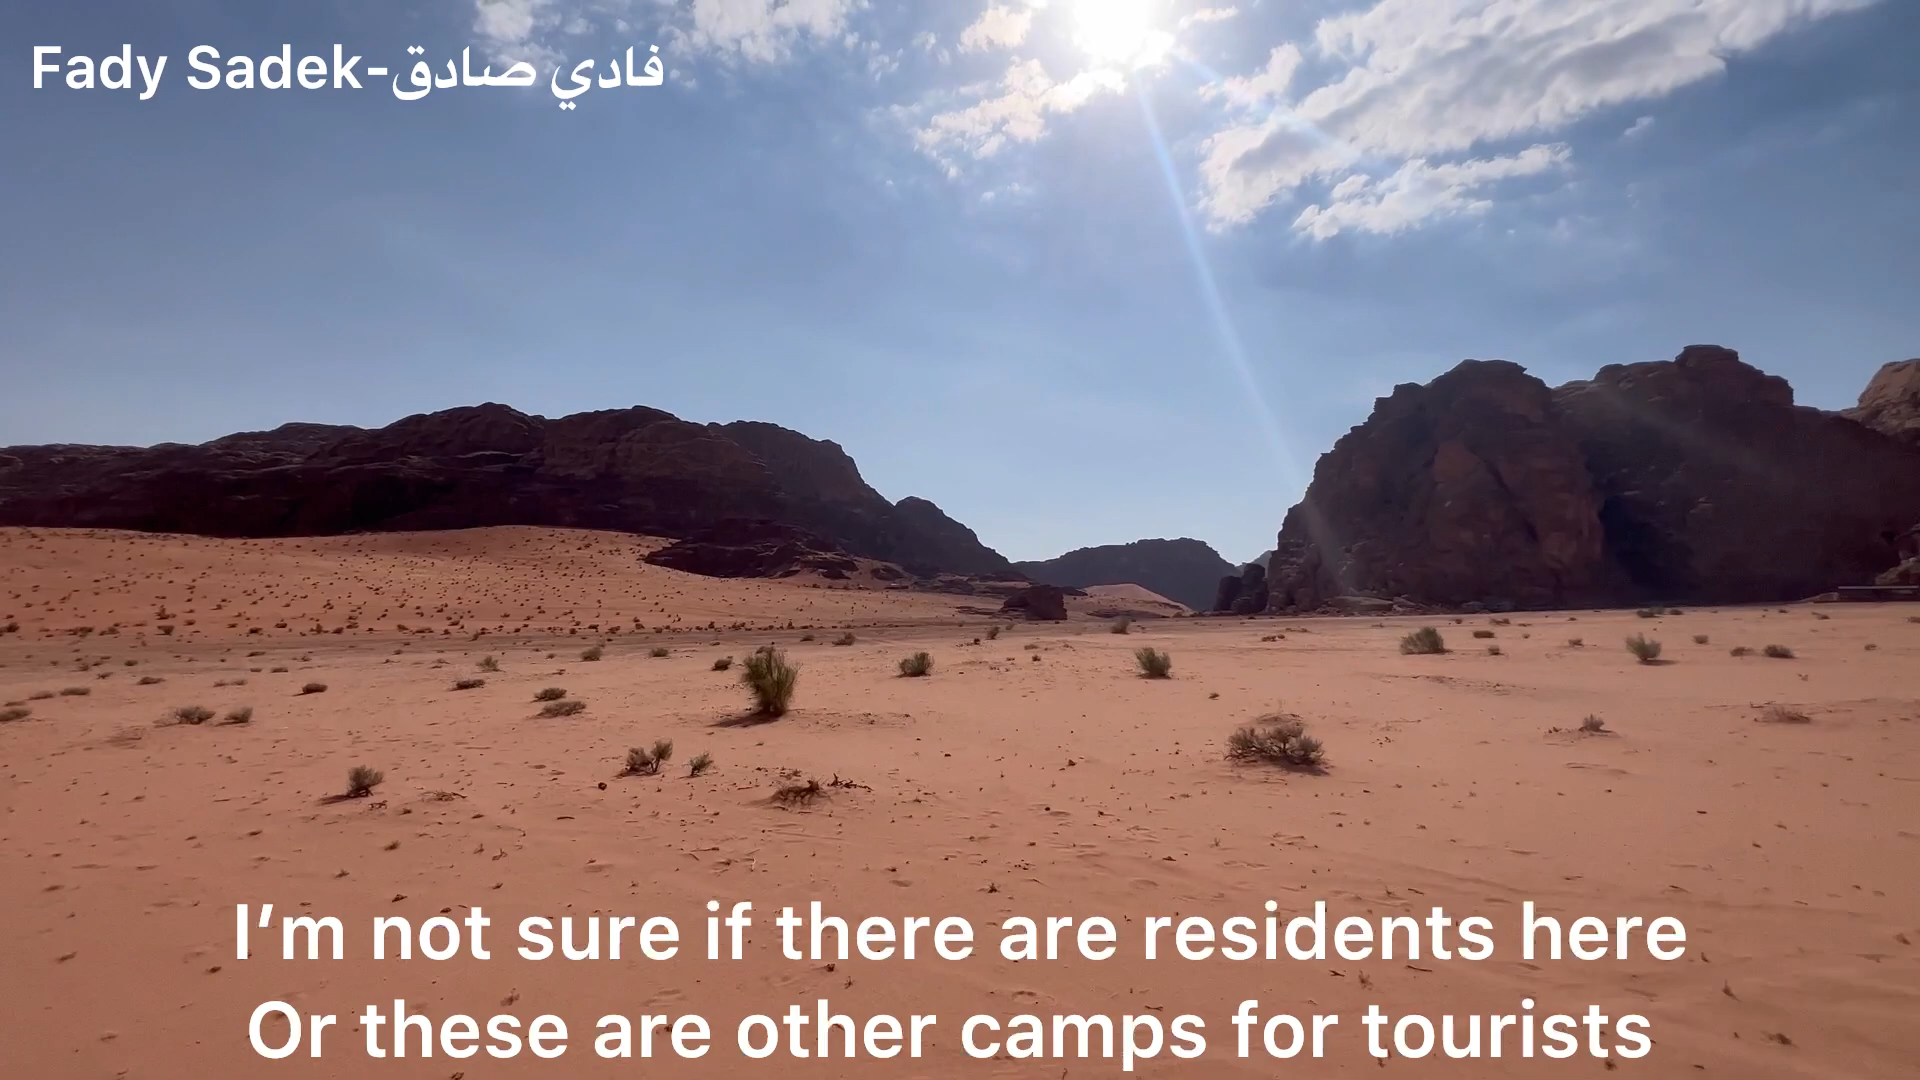 Fady Sadek-فادي صادق
I’m not sure if there are residents here
Or these are other camps for tourists